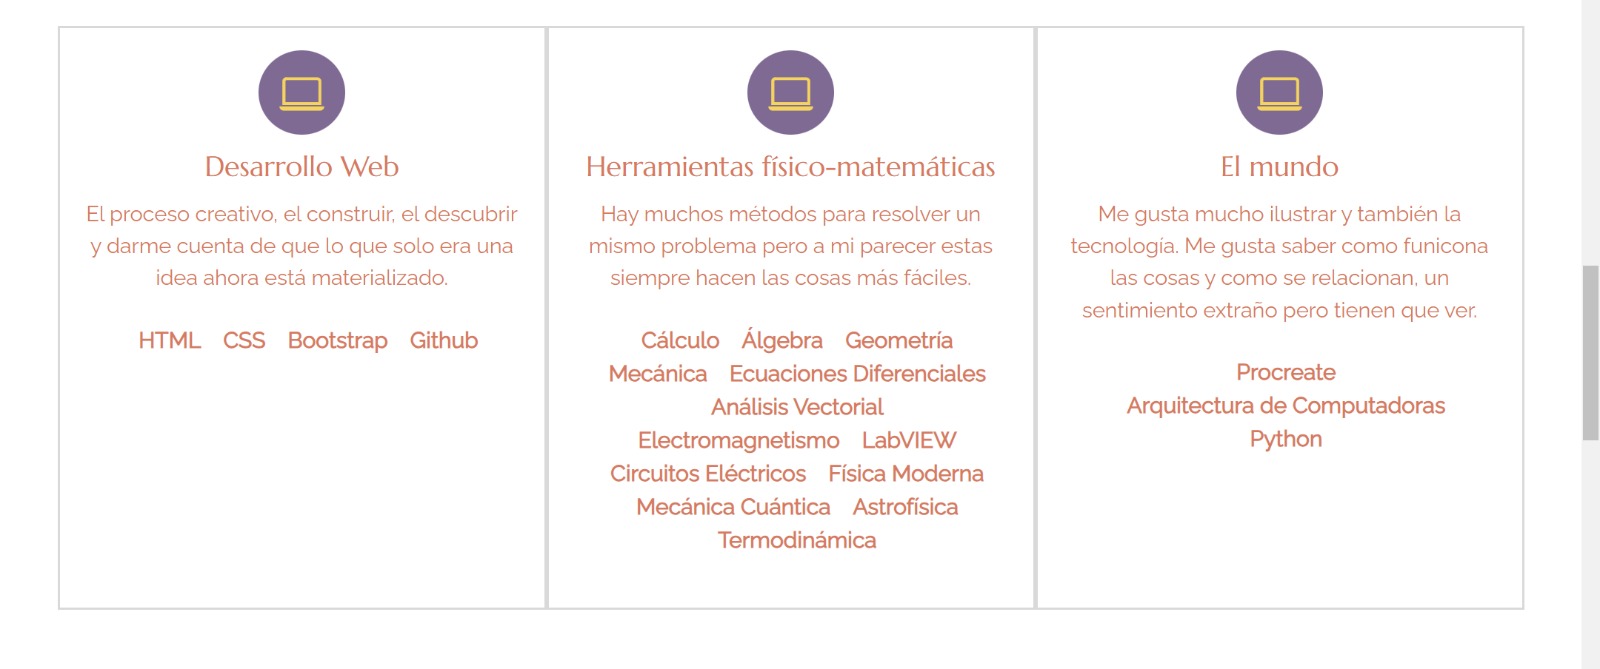 Desarrollo Web
El proceso creativo, el construir, el descubrir
y darme cuenta de que lo que solo era una
idea ahora está materializado.
HTML CSS Bootstrap Github
Herramientas físico-matemáticas
Hay muchos métodos para resolver un
mismo problema pero a mi parecer estas
siempre hacen las cosas más fáciles.
Cálculo Álgebra Geometría
Mecánica Ecuaciones Diferenciales
Análisis Vectorial
Electromagnetismo LabVIEW
Circuitos Eléctricos Física Moderna
Mecánica Cuántica Astrofísica
Termodinámica
El mundo
Me gusta mucho ilustrar y también la
tecnología. Me gusta saber como funicona
las cosas y como se relacionan, un
sentimiento extraño pero tienen que ver.
Procreate
Arquitectura de Computadoras
Python